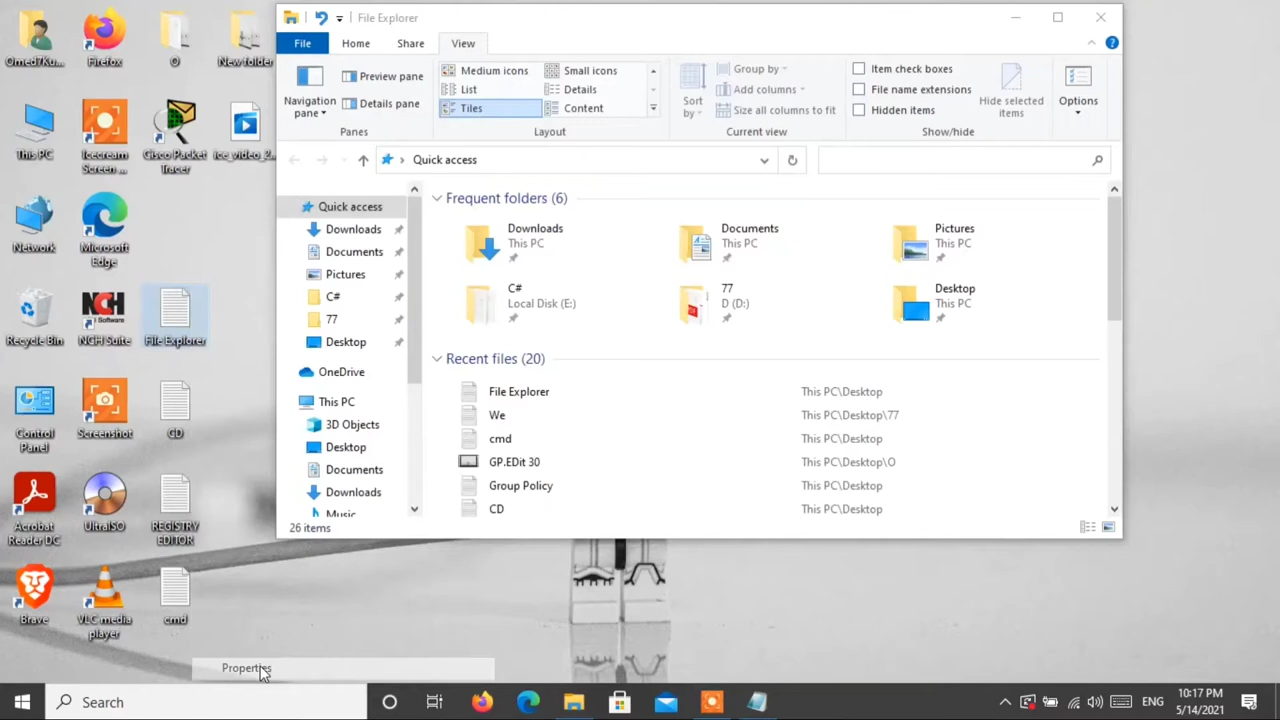 File Explorer
File
Home
Share
View
Navigation pane
Preview pane
Details pane
Panes
Medium icons
Small icons
List
Details
Tiles
Content
Layout
Sort by
Group by
Add columns
Size all columns to fit
Current view
Item check boxes
File name extensions
Hidden items
Hide selected items
Show/hide
Options
Quick access
Quick access
Downloads
Documents
Pictures
C#
77
Desktop
OneDrive
This PC
3D Objects
Desktop
Documents
Downloads
Music
Frequent folders (6)
Downloads
This PC
Documents
This PC
Pictures
This PC
C#
Local Disk (E:)
77
D (D:)
Desktop
This PC
Recent files (20)
File Explorer
This PC\Desktop
We
This PC\Desktop\77
cmd
This PC\Desktop
GP.EDit 30
This PC\Desktop\O
Group Policy
This PC\Desktop
CD
This PC\Desktop
26 items
Omed7Ku...
Firefox
O
New folder
This PC
Icecream Screen ...
Cisco Packet Tracer
ice_video_2...
Network
Microsoft Edge
Recycle Bin
NCH Software
NCH Suite
File Explorer
Control Panel
Screenshot
CD
Acrobat Reader DC
UltraISO
REGISTRY EDITOR
Brave
VLC media player
cmd
Properties
Search
ENG
10:17 PM
5/14/2021